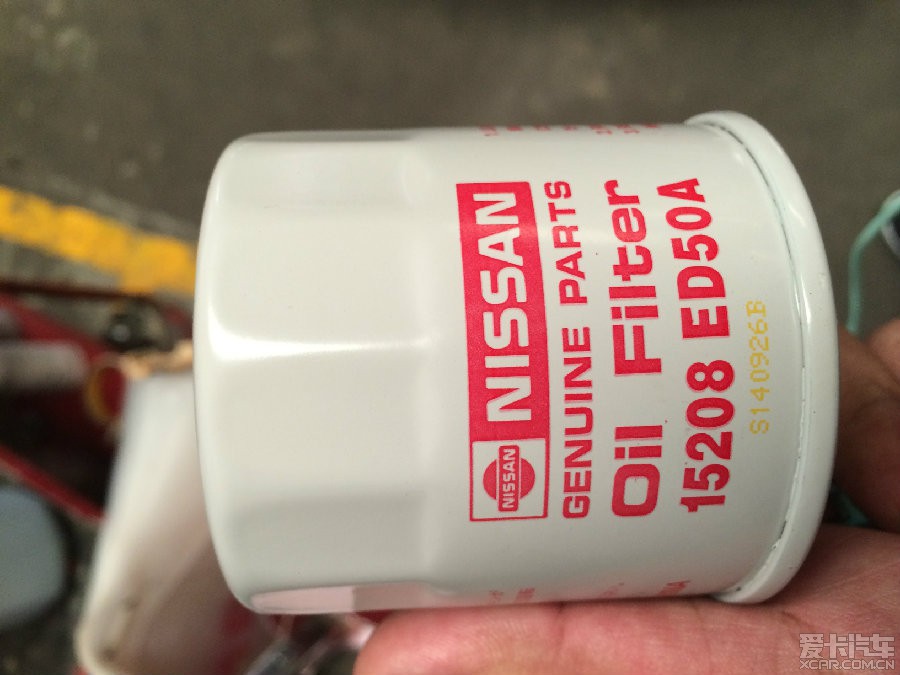 NISSAN
NISSAN
GENUINE PARTS
Oil Filter
15208 ED50A
S140926B
爱卡汽车
XCAR.COM.CN